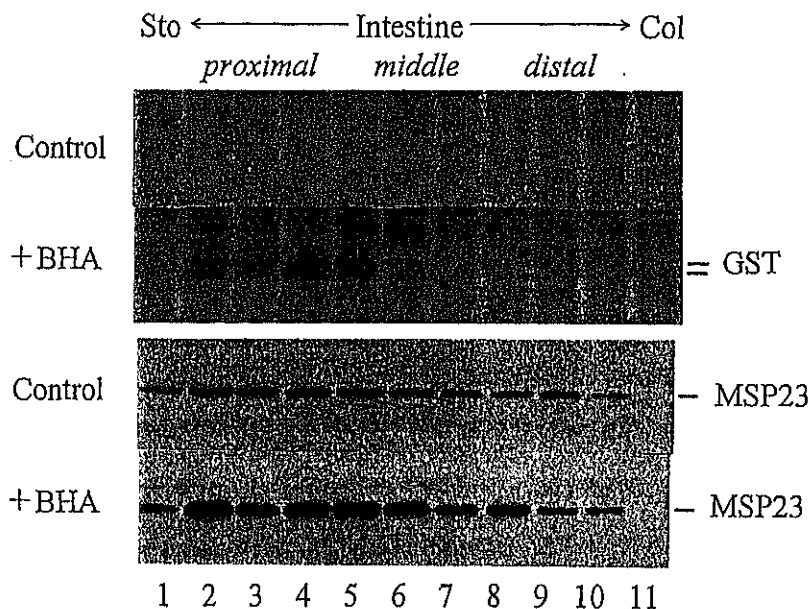 Sto ← Intestine → Col
proximal middle distal
Control
+BHA
GST
Control
MSP23
+BHA
MSP23
1 2 3 4 5 6 7 8 9 10 11